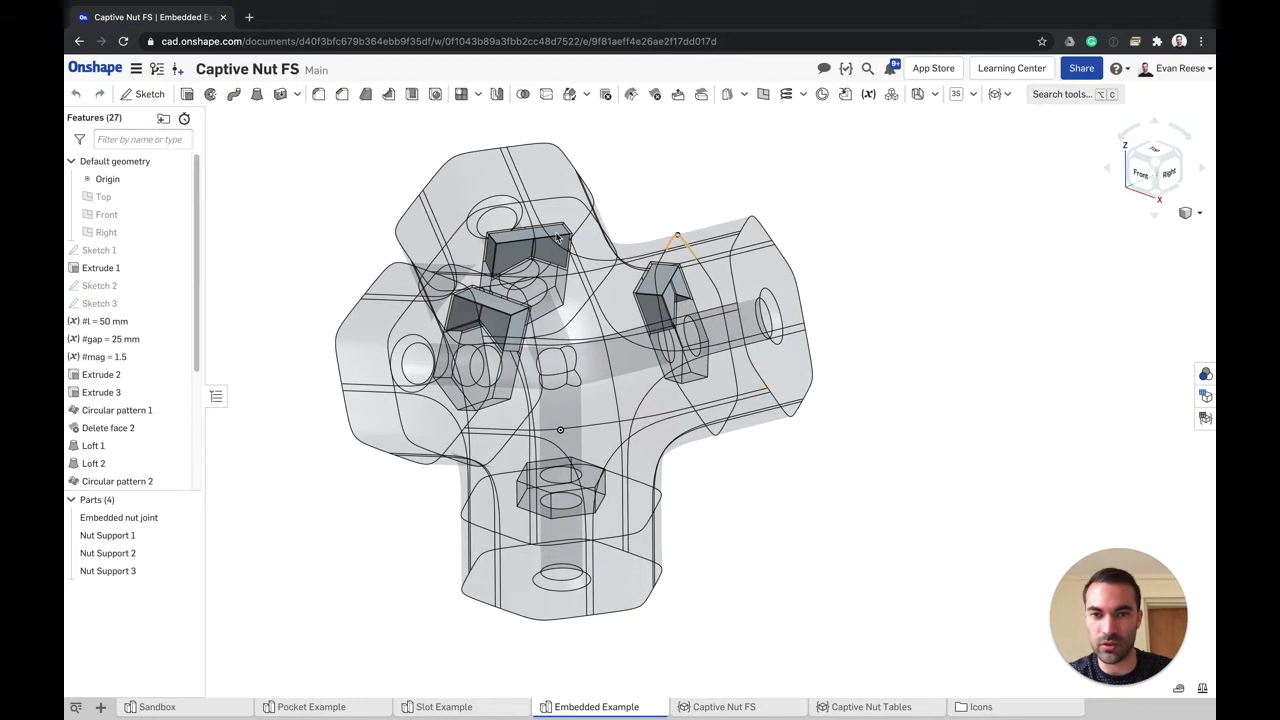 Captive Nut FS | Embedded Ex
cad.onshape.com/documents/d40f3bfc679b364ebb9f35df/w/0f1043b89a3fbb2cc48d7522/e/9f81aeff4e26ae2f17dd017d
Onshape
Captive Nut FS Main
9+
App Store
Learning Center
Share
Evan Reese
Sketch
35
Search tools... ⌥ C
Features (27)
Filter by name or type
Default geometry
Origin
Top
Front
Right
Sketch 1
Extrude 1
Sketch 2
Sketch 3
(x) #l = 50 mm
(x) #gap = 25 mm
(x) #mag = 1.5
Extrude 2
Extrude 3
Circular pattern 1
Delete face 2
Loft 1
Loft 2
Circular pattern 2
Parts (4)
Embedded nut joint
Nut Support 1
Nut Support 2
Nut Support 3
Z
Top
Front
Right
X
Sandbox
Pocket Example
Slot Example
Embedded Example
Captive Nut FS
Captive Nut Tables
Icons